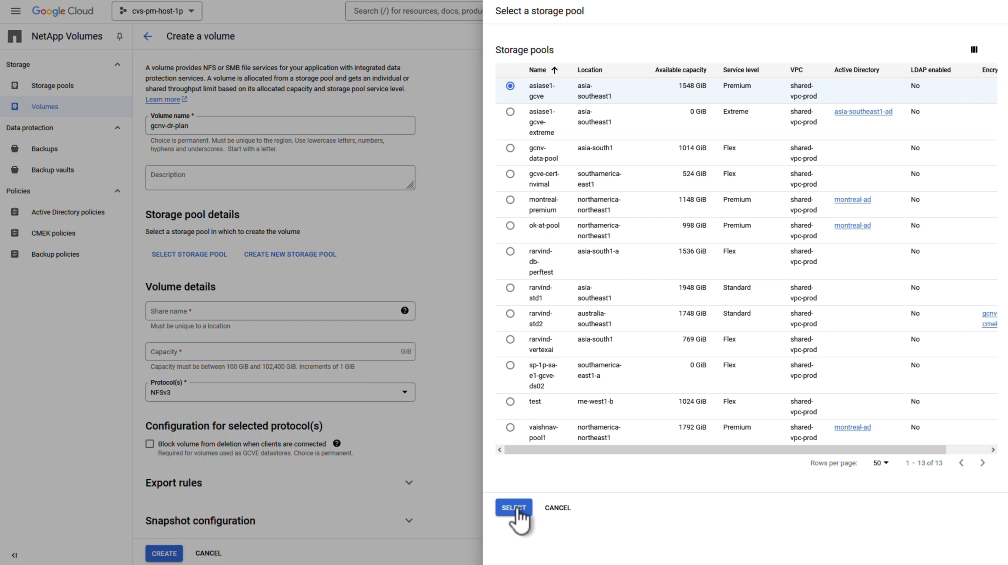 Google Cloud
cvs-pm-host-1p
Search (/) for resources, docs, produ
NetApp Volumes
Create a volume
Storage
Storage pools
Volumes
Data protection
Backups
Backup vaults
Policies
Active Directory policies
CMEK policies
Backup policies
A volume provides NFS or SMB file services for your application with integrated data
protection services. A volume is allocated from a storage pool and gets an individual or
shared throughput limit based on its allocated capacity and storage pool service level.
Learn more
Volume name *
gcnv-dr-plan
Choice is permanent. Must be unique to the region. Use lowercase letters, numbers,
hyphens and underscores. Start with a letter.
Description
Storage pool details
Select a storage pool in which to create the volume
SELECT STORAGE POOL CREATE NEW STORAGE POOL
Volume details
Share name *
Must be unique to a location
Capacity * GiB
Capacity must be between 100 GiB and 102,400 GiB. Increments of 1 GiB
Protocol(s) *
NFSv3
Configuration for selected protocol(s)
Block volume from deletion when clients are connected
Required for volumes used as GCVE datastores. Choice is permanent.
Export rules
Snapshot configuration
CREATE CANCEL
Select a storage pool
Storage pools
Name Location Available capacity Service level VPC Active Directory LDAP enabled Encry
asiase1- asia- 1548 GiB Premium shared- No
gcve southeast1 vpc-prod
asiase1- asia- 0 GiB Extreme shared- asia-southeast1-ad No
gcve- southeast1 vpc-prod
extreme
gcnv- asia-south1 1014 GiB Flex shared- No
data-pool vpc-prod
gcve-cert- southamerica- 524 GiB Flex shared- No
nvimal east1 vpc-prod
montreal- northamerica- 1148 GiB Premium shared- montreal-ad No
premium northeast1 vpc-prod
ok-at-pool northamerica- 998 GiB Premium shared- montreal-ad No
northeast1 vpc-prod
rarvind- asia-south1-a 1536 GiB Flex shared- No
db- vpc-prod
perftest
rarvind- asia- 1948 GiB Standard shared- No
std1 southeast1 vpc-prod
rarvind- australia- 1748 GiB Standard shared- No gcnv
std2 southeast1 vpc-prod cmek
rarvind- asia-south1 769 GiB Flex shared- No
vertexai vpc-prod
sp-1p-sa- southamerica- 0 GiB Flex shared- No
e1-gcve- east1-a vpc-prod
ds02
test me-west1-b 1024 GiB Flex shared- No
vpc-prod
vaishnav- northamerica- 1792 GiB Premium shared- montreal-ad No
pool1 northeast1 vpc-prod
Rows per page: 50 1 – 13 of 13
SELECT CANCEL